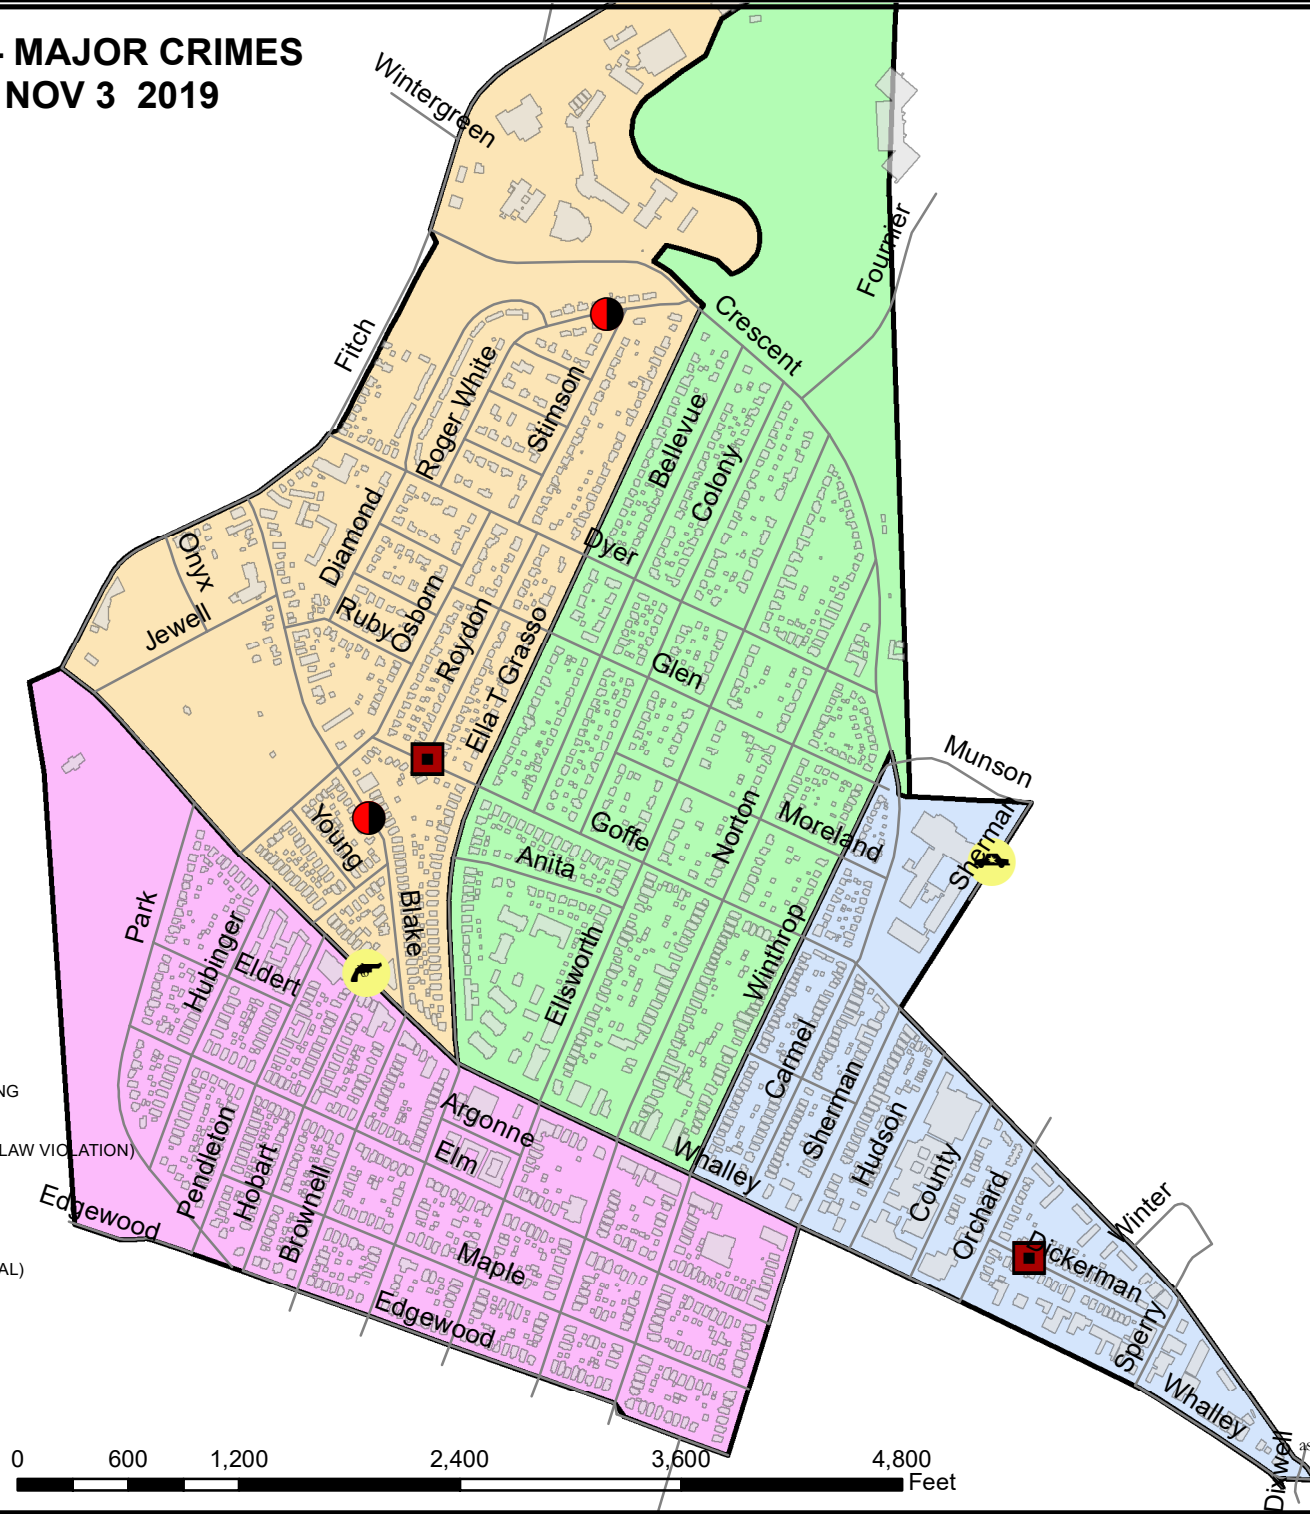 - MAJOR CRIMES
NOV 3  2019
Wintergreen
Fournier
Crescent
Fitch
Roger White
Stimson
Bellevue
Colony
Diamond
Dyer
Onyx
Ruby
Osborn
Jewell
Roydon
Ella T Grasso
Glen
Munson
Young
Goffe
Norton
Moreland
Sherman
Anita
Park
Hubinger
Blake
Eldert
Ellsworth
Winthrop
Carmel
NG
Argonne
Sherman
Hudson
LAW VIOLATION)
Pendleton
Hobart
Brownell
Elm
Whalley
County
Orchard
Winter
Edgewood
AL)
Maple
Dickerman
Edgewood
Sperry
Whalley
Dixwell
as
0 600 1,200 2,400 3,600 4,800
Feet